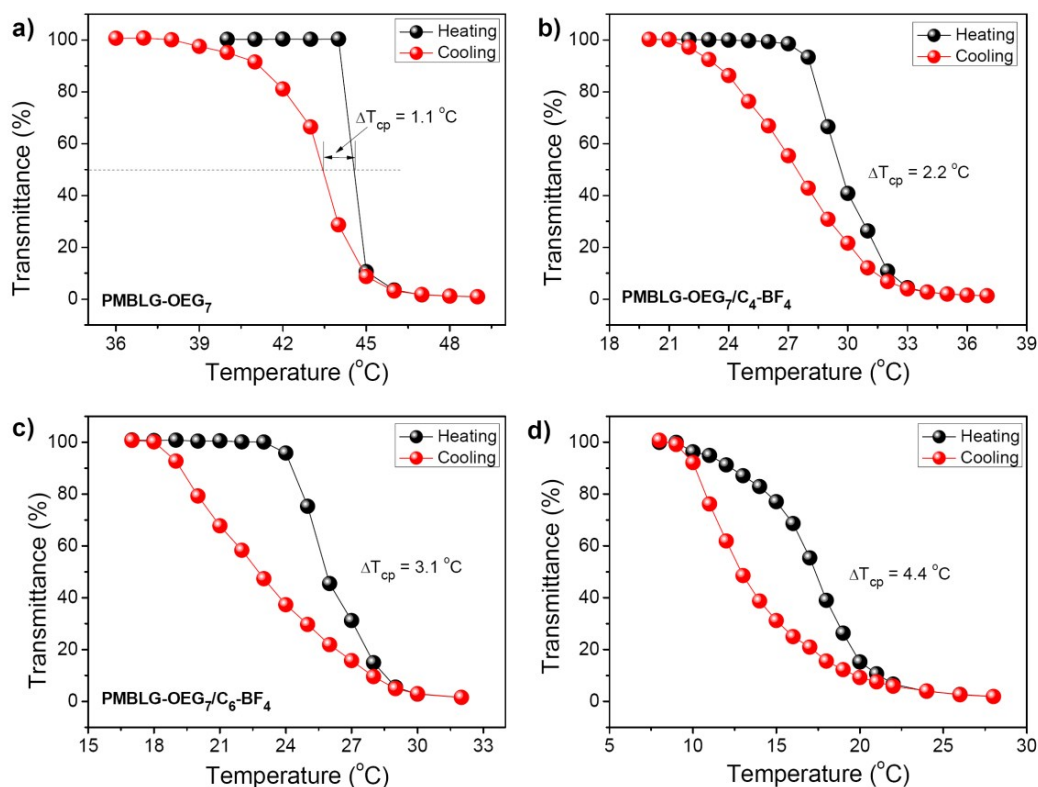 a)
Heating
Cooling
ΔT_cp = 1.1 °C
PMBLG-OEG₇
Transmittance (%)
100
80
60
40
20
0
36 39 42 45 48
Temperature (°C)
b)
Heating
Cooling
ΔT_cp = 2.2 °C
PMBLG-OEG₇/C₄-BF₄
Transmittance (%)
100
80
60
40
20
0
18 21 24 27 30 33 36 39
Temperature (°C)
c)
Heating
Cooling
ΔT_cp = 3.1 °C
PMBLG-OEG₇/C₆-BF₄
Transmittance (%)
100
80
60
40
20
0
15 18 21 24 27 30 33
Temperature (°C)
d)
Heating
Cooling
ΔT_cp = 4.4 °C
Transmittance (%)
100
80
60
40
20
0
5 10 15 20 25 30
Temperature (°C)